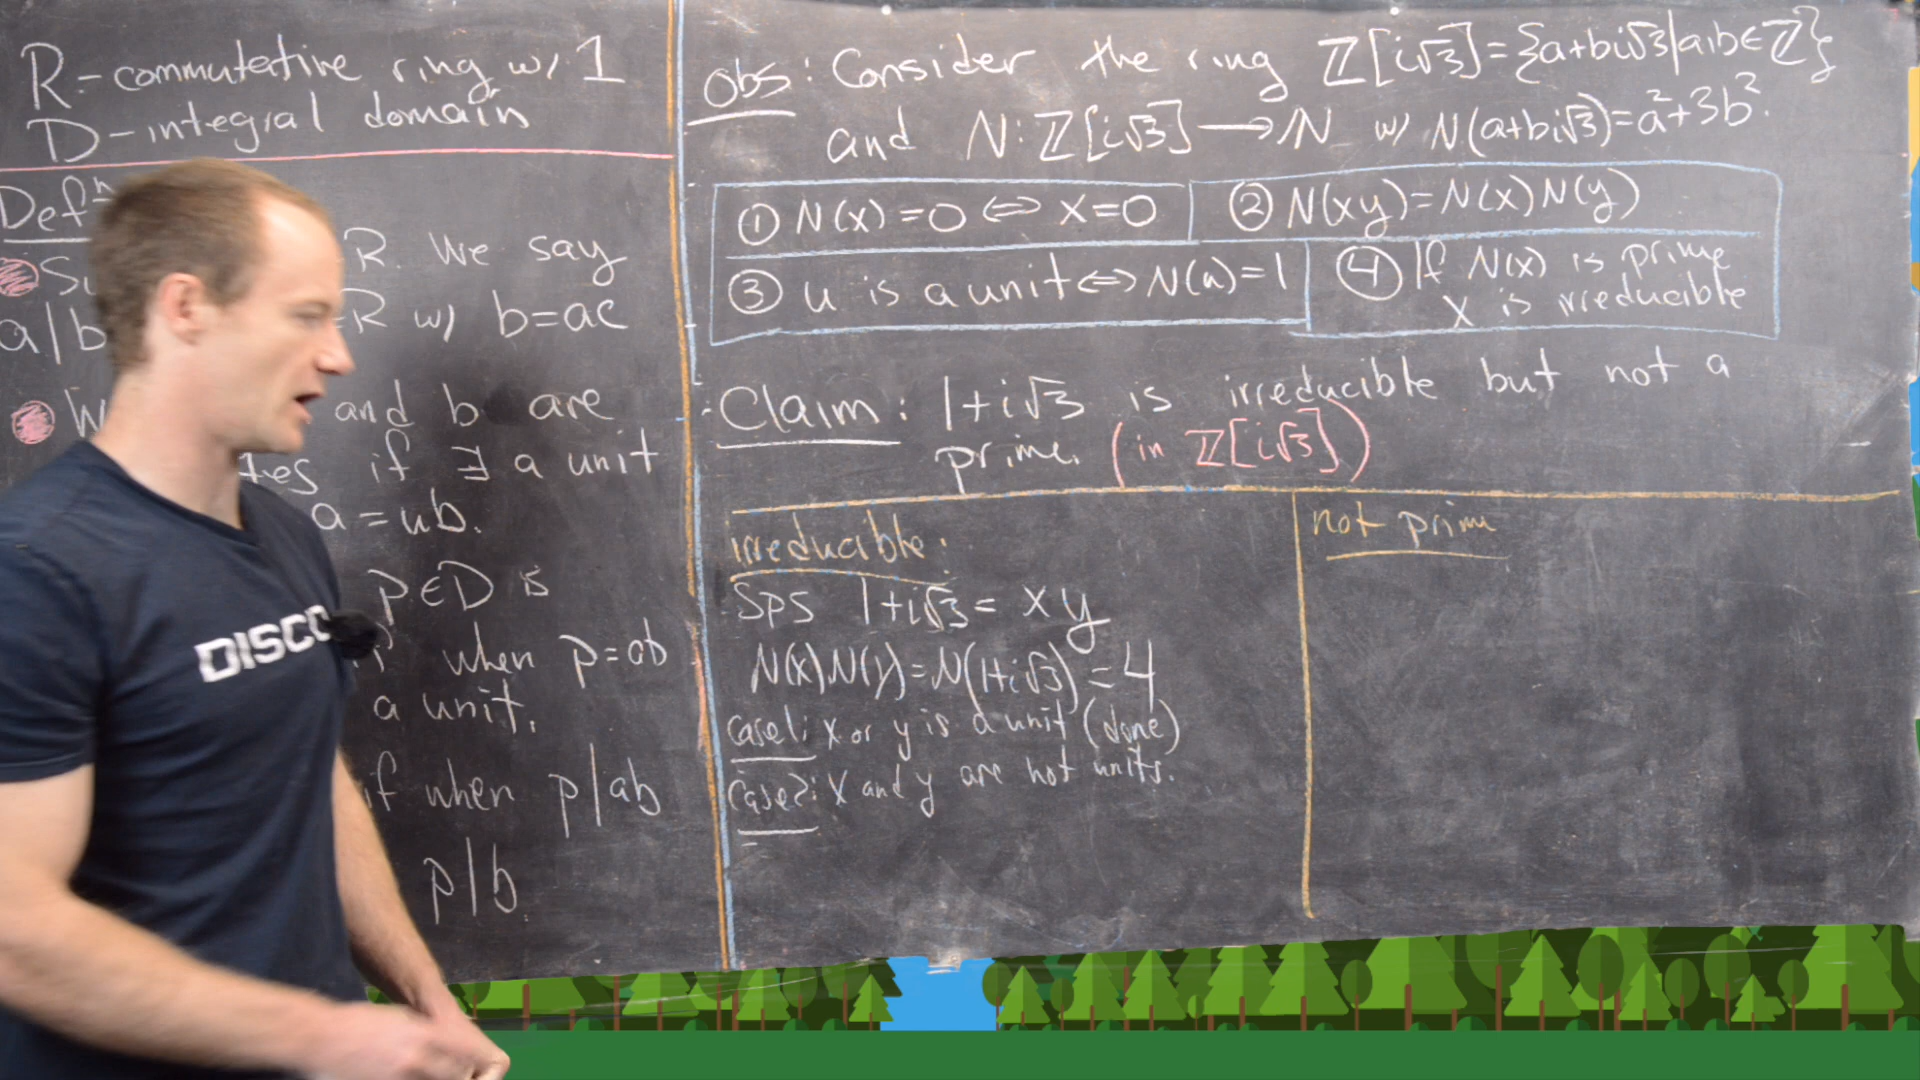 R-commutative ring w/ 1
D-integral domain
Defⁿ
R. We say
a|b R w/ b=ac
W and b are
if ∃ a unit
a=ub.
p∈D is
when p=ab
a unit.
if when p|ab
p|b.
DISCO
Obs: Consider the ring ℤ[i√3]={a+bi√3|a,b∈ℤ}
and N:ℤ[i√3]→ℕ w/ N(a+bi√3)=a²+3b².
① N(x)=0⇔x=0
② N(xy)=N(x)N(y)
③ u is a unit⇔N(u)=1
④ If N(x) is prime
x is irreducible
Claim: 1+i√3 is irreducible but not a
prime. (in ℤ[i√3])
irreducible:
Sps 1+i√3= xy
N(x)N(y)=N(1+i√3)=4
case1: x or y is a unit (done)
case2: x and y are not units.
not prime